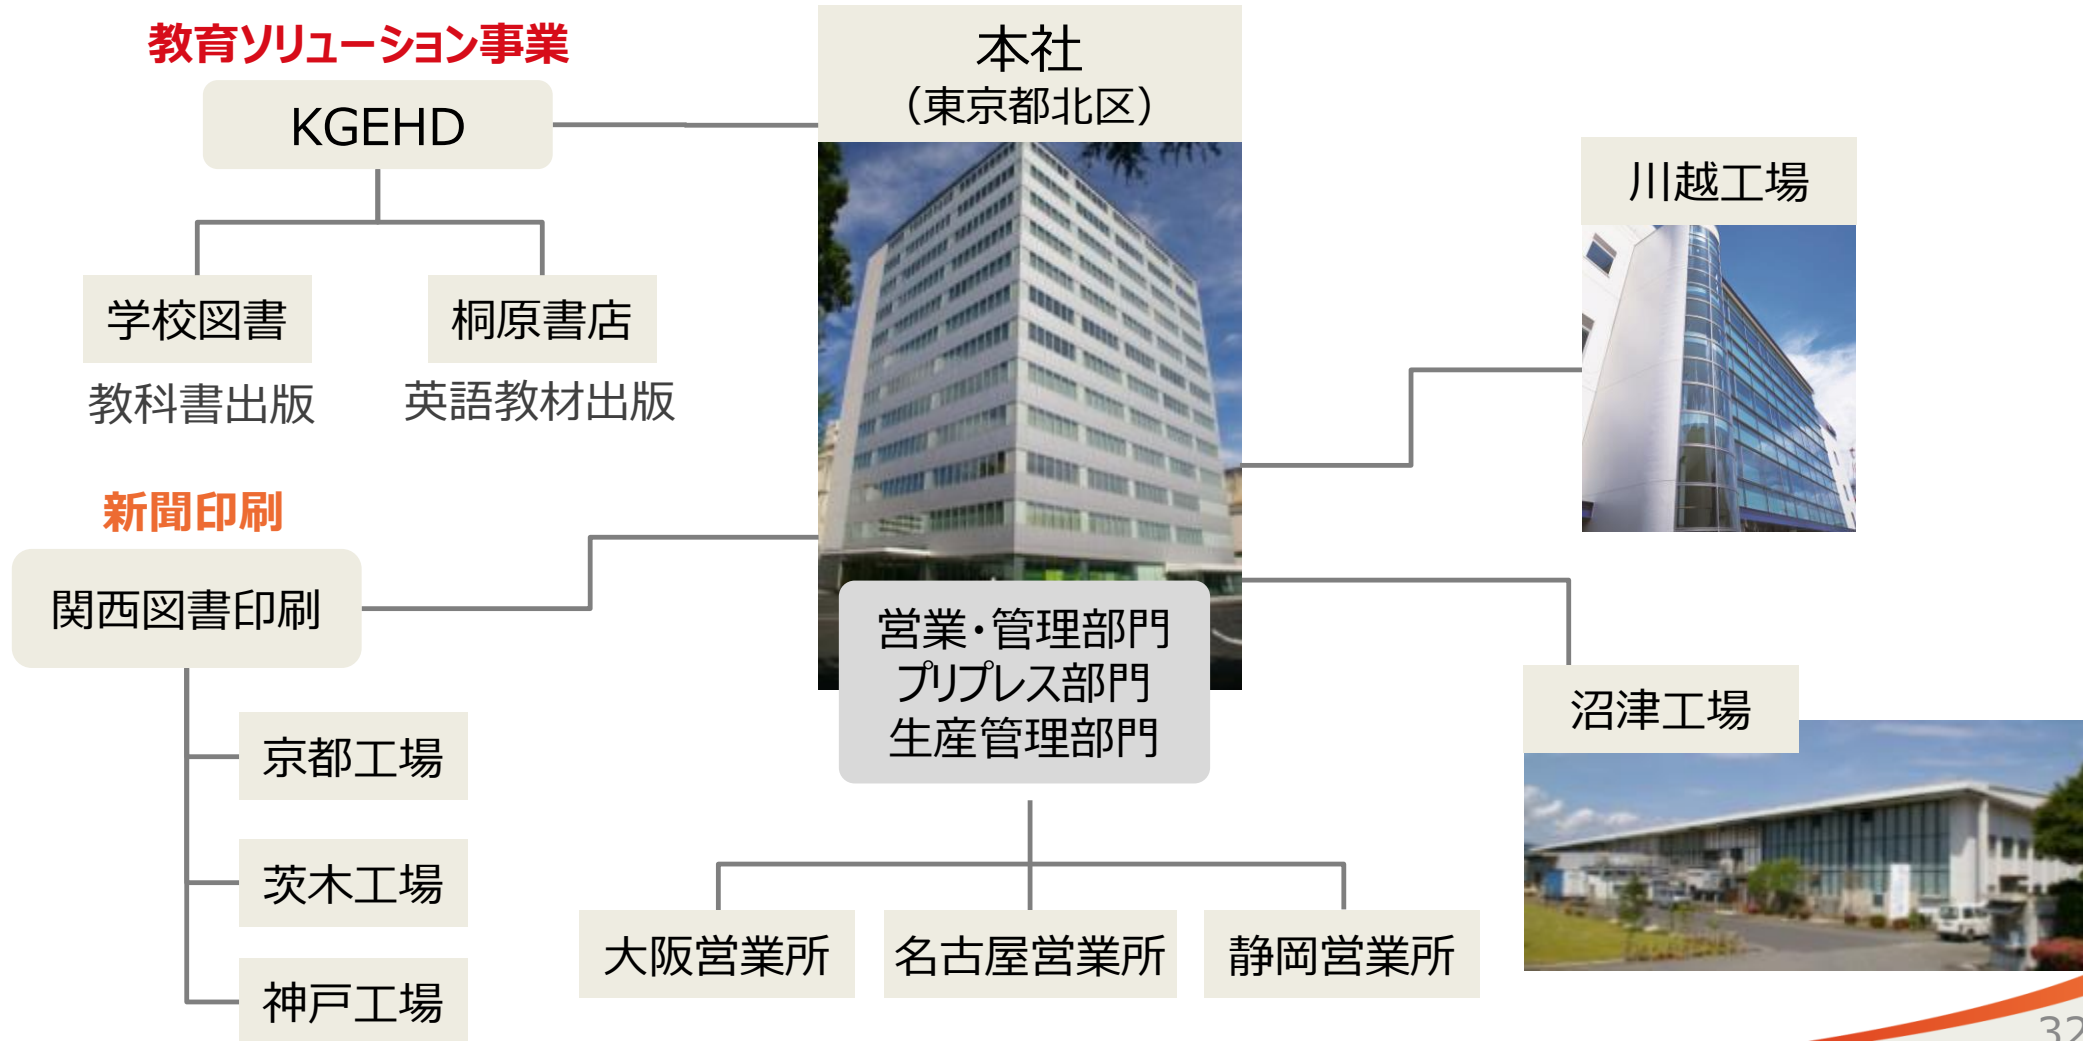 教育ソリューション事業
KGEHD
学校図書
桐原書店
教科書出版
英語教材出版
新聞印刷
関西図書印刷
京都工場
茨木工場
神戸工場
本社
（東京都北区）
営業・管理部門
プリプレス部門
生産管理部門
大阪営業所
名古屋営業所
静岡営業所
川越工場
沼津工場
32